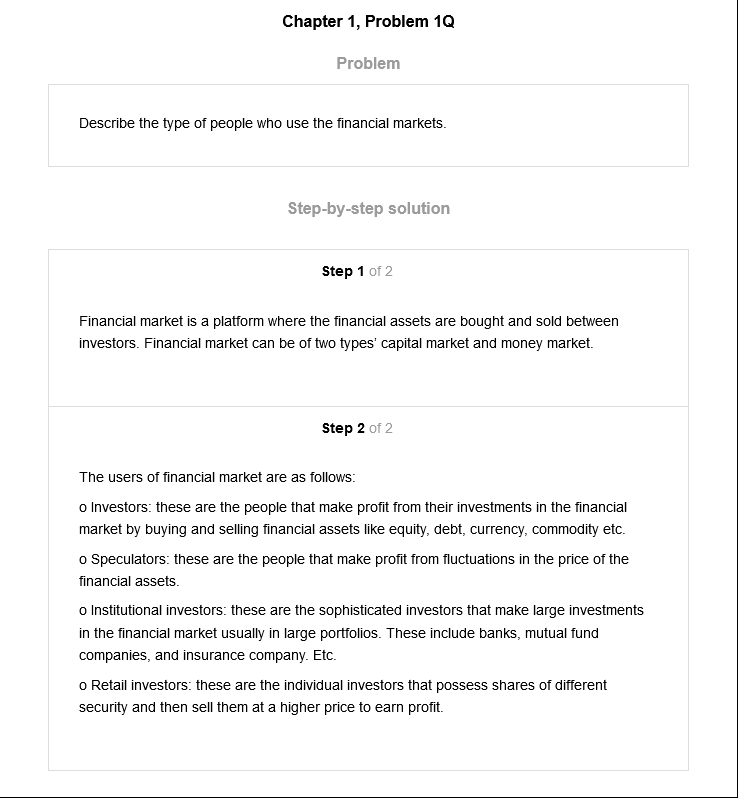 Chapter 1, Problem 1Q
Problem
Describe the type of people who use the financial markets.
Step-by-step solution
Step 1 of 2
Financial market is a platform where the financial assets are bought and sold between
investors. Financial market can be of two types’ capital market and money market.
Step 2 of 2
The users of financial market are as follows:
o Investors: these are the people that make profit from their investments in the financial
market by buying and selling financial assets like equity, debt, currency, commodity etc.
o Speculators: these are the people that make profit from fluctuations in the price of the
financial assets.
o Institutional investors: these are the sophisticated investors that make large investments
in the financial market usually in large portfolios. These include banks, mutual fund
companies, and insurance company. Etc.
o Retail investors: these are the individual investors that possess shares of different
security and then sell them at a higher price to earn profit.